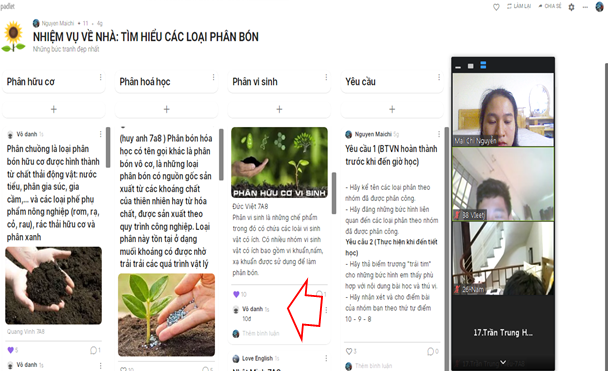 padlet
LÀM LẠI
CHIA SẺ
Nguyen Maichi • 11 • 4g
NHIỆM VỤ VỀ NHÀ: TÌM HIỂU CÁC LOẠI PHÂN BÓN
Những bức tranh đẹp nhất
Phân hữu cơ
Phân hoá học
Phân vi sinh
Yêu cầu
Vô danh 1s
Phân chuồng là loại phân
bón hữu cơ được hình thành
từ chất thải động vật: nước
tiểu, phân gia súc, gia
cầm,... và các loại phế phụ
phẩm nông nghiệp (rơm, rạ,
cỏ, rau), rác thải hữu cơ và
phân xanh
Quang Vinh 7A8
5
1
Vô danh
(huy anh 7a8 ) Phân bón hóa
học có tên gọi khác là phân
bón vô cơ, là những loại
phân bón có nguồn gốc sản
xuất từ các khoáng chất
của thiên nhiên hay từ hóa
chất, được sản xuất theo
quy trình công nghiệp. Loại
phân này tồn tại ở dạng
muối khoáng có được nhờ
trải trải các quá trình vật lý
PHÂN HỮU CƠ VI SINH
Đức Việt 7A8
Phân vi sinh là những chế phẩm
trong đó có chứa các loài vi sinh
vật có ích. Có nhiều nhóm vi sinh
vật có ích bao gồm vi khuẩn,nấm,
xạ khuẩn được sử dụng để làm
phân bón.
10
1
Vô danh
10đ
Thêm bình luận
Love English
Nguyen Maichi 5g
Yêu cầu 1 (BTVN hoàn thành
trước khi đến giờ học)
- Hãy kể tên các loại phân theo
nhóm đã được phân công.
- Hãy đăng những bức hình liên
quan đến các loại phân theo nhóm
đã được phân công.
Yêu cầu 2 (Thực hiện khi đến tiết
học)
- Hãy thả biểm trương "trái tim"
cho những bức hình em thấy phù
hợp với nội dung bài học và thú vị.
- Hãy nhận xét và cho điểm bài
của nhóm bạn theo thứ tự điểm
10 - 9 - 8
3
0
Thêm bình luận
Mai Chi Nguyễn
26-Nam
17.Trần Trung H...